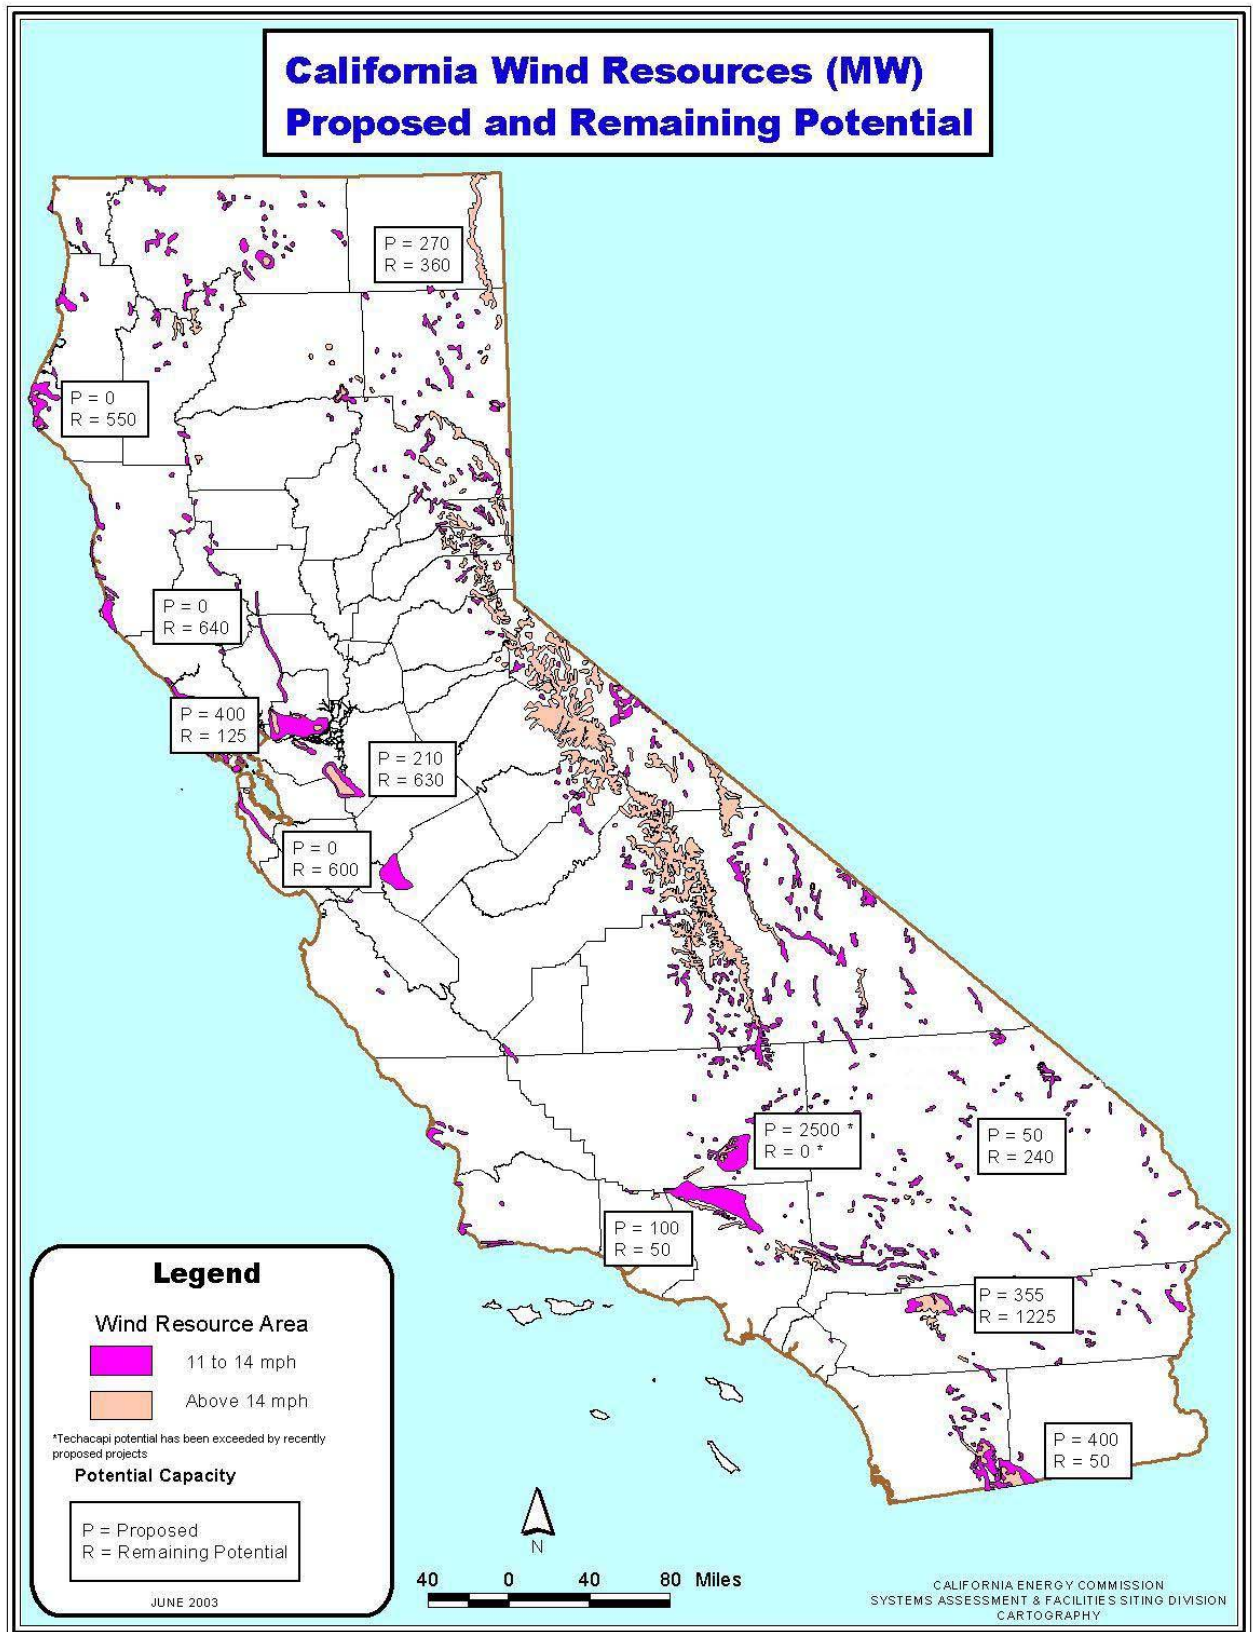 California Wind Resources (MW)
Proposed and Remaining Potential
P = 270
R = 360
P = 0
R = 550
P = 0
R = 640
P = 400
R = 125
P = 210
R = 630
P = 0
R = 600
P = 2500 *
R = 0 *
P = 50
R = 240
P = 100
R = 50
P = 355
R = 1225
P = 400
R = 50
Legend
Wind Resource Area
11 to 14 mph
Above 14 mph
*Techacapi potential has been exceeded by recently
proposed projects
Potential Capacity
P = Proposed
R = Remaining Potential
JUNE 2003
N
40 0 40 80 Miles
CALIFORNIA ENERGY COMMISSION
SYSTEMS ASSESSMENT & FACILITIES SITING DIVISION
CARTOGRAPHY